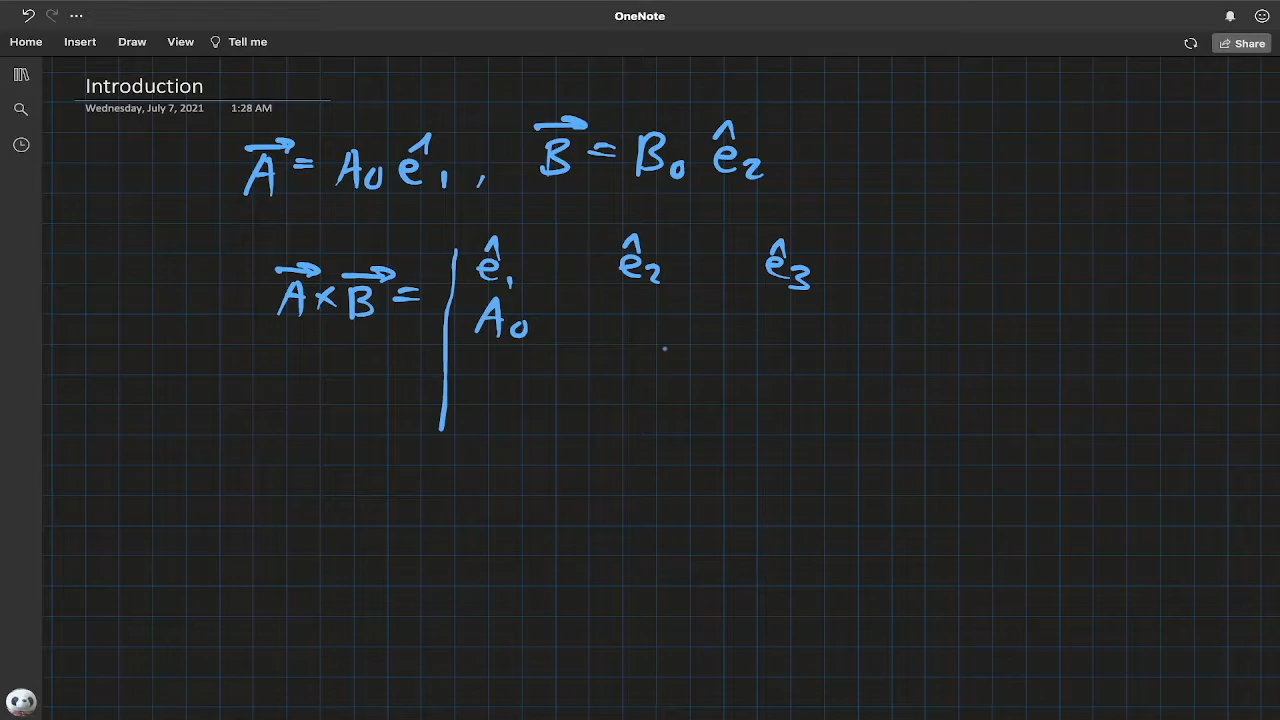 OneNote
Home Insert Draw View Tell me Share
Introduction
Wednesday, July 7, 2021 1:28 AM
A⃗ = A₀ ê₁ , B⃗ = B₀ ê₂
A⃗ × B⃗ = | ê₁ ê₂ ê₃
A₀